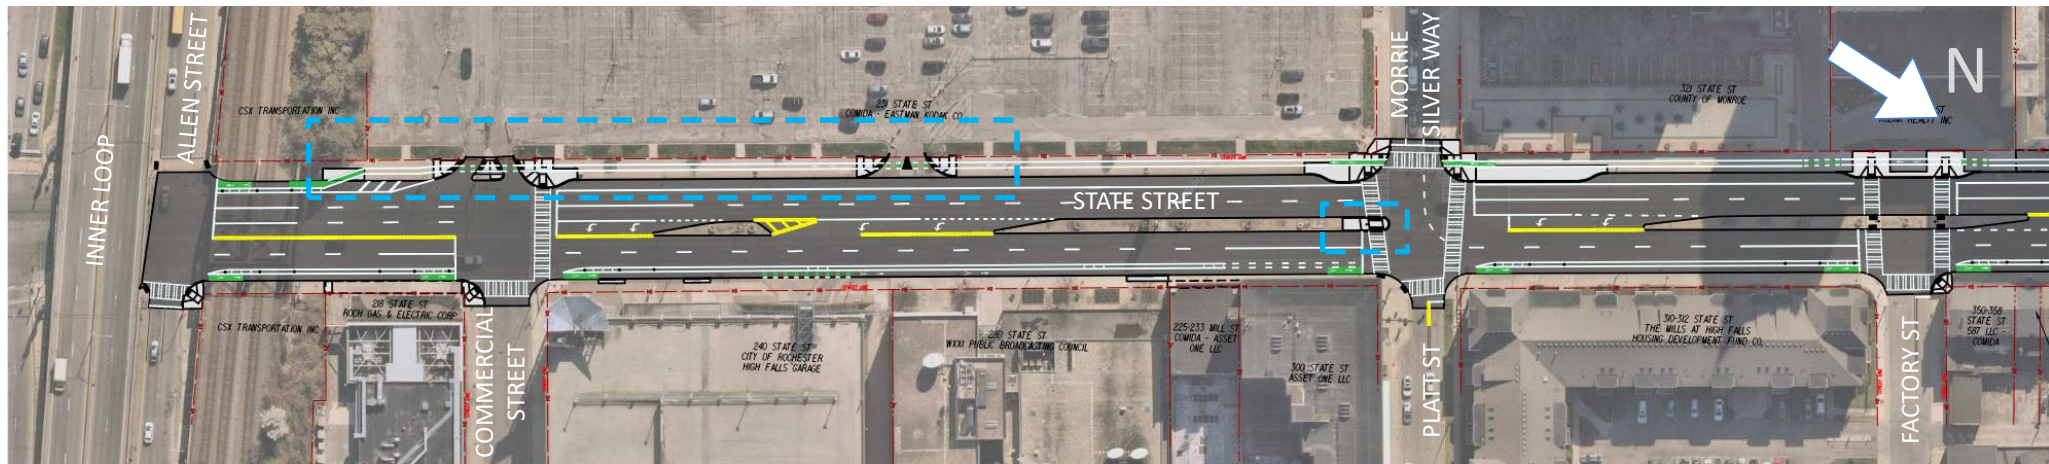 INNER LOOP
ALLEN STREET
CSX TRANSPORTATION INC
231 STATE ST
COMIDA - EASTMAN KODAK CO
MORRIE
SILVER WAY
321 STATE ST
COUNTY OF MONROE
N
ST
REALTY INC
STATE STREET
CSX TRANSPORTATION INC
218 STATE ST
ROCH GAS & ELECTRIC CORP
COMMERCIAL
STREET
240 STATE ST
CITY OF ROCHESTER
HIGH FALLS GARAGE
280 STATE ST
WXXI PUBLIC BROADCASTING COUNCIL
225-233 MILL ST
COMIDA - ASSET
ONE LLC
300 STATE ST
ASSET ONE LLC
PLATT ST
310-312 STATE ST
THE MILLS AT HIGH FALLS
HOUSING DEVELOPMENT FUND CO.
FACTORY ST
350-358
STATE ST
587 LLC -
COMIDA